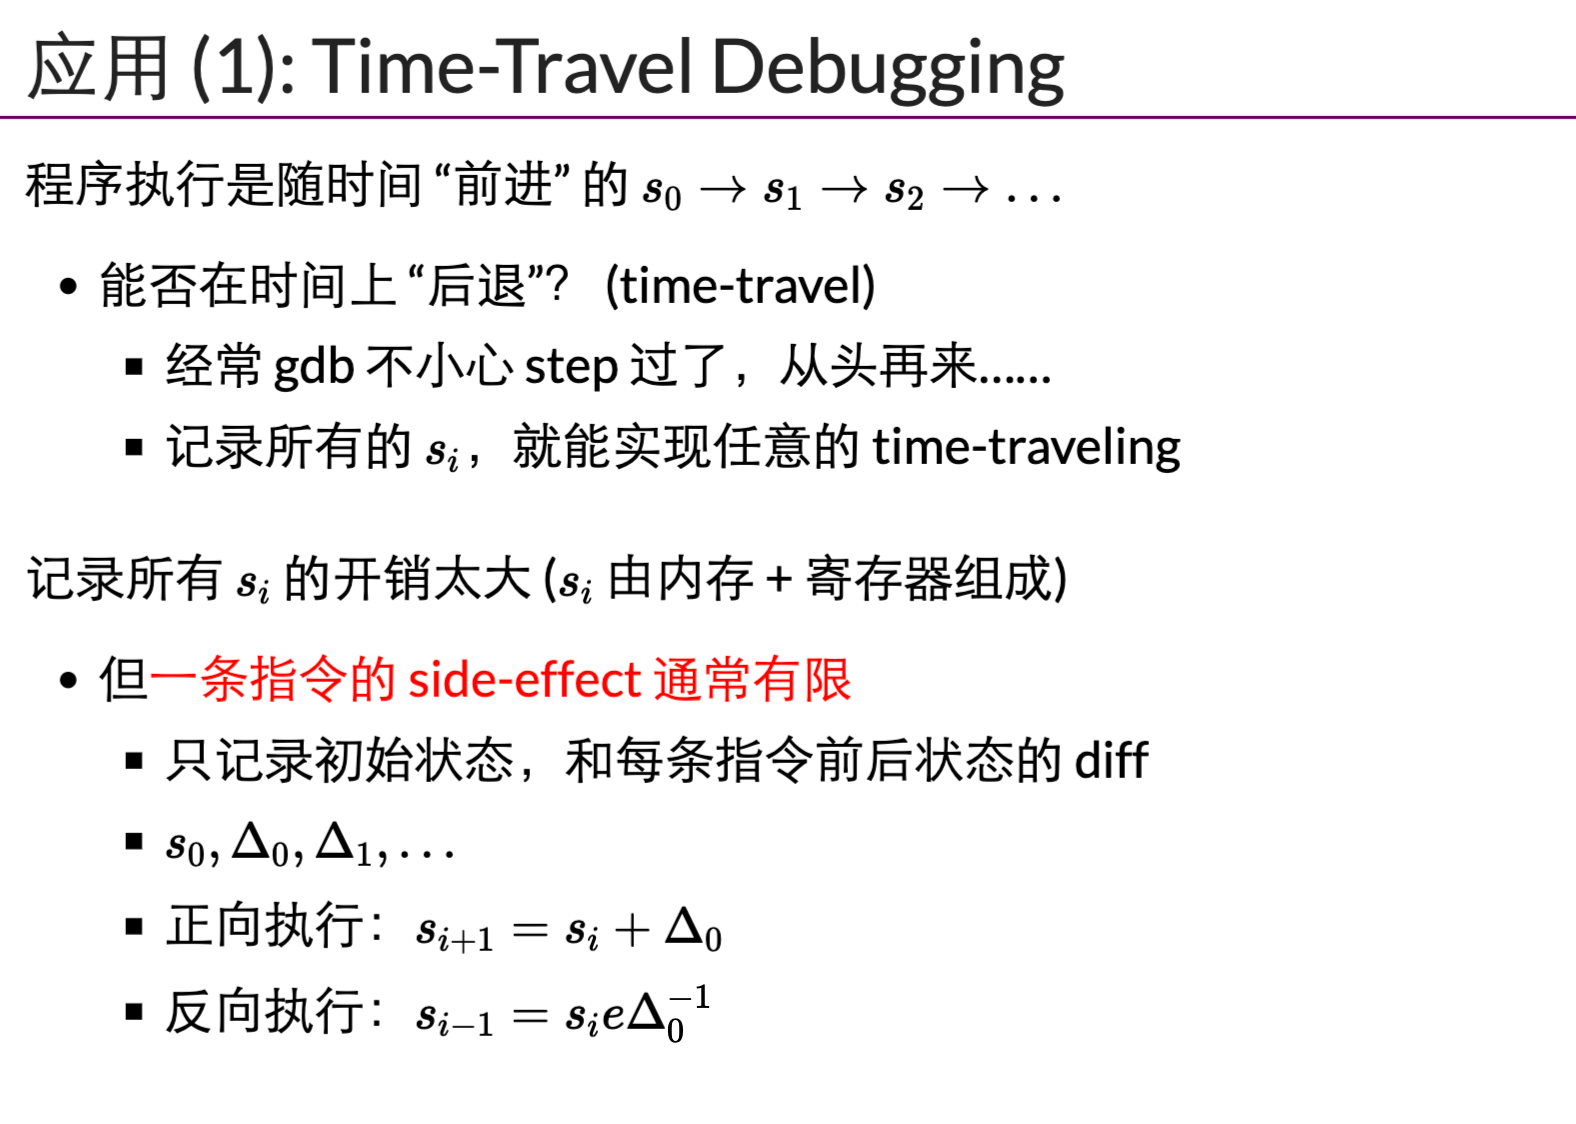 应用 (1): Time-Travel Debugging
程序执行是随时间 “前进” 的 $s_0 \to s_1 \to s_2 \to \ldots$
• 能否在时间上 “后退”？ (time-travel)
▪ 经常 gdb 不小心 step 过了，从头再来……
▪ 记录所有的 $s_i$，就能实现任意的 time-traveling
记录所有 $s_i$ 的开销太大 ($s_i$ 由内存 + 寄存器组成)
• 但一条指令的 side-effect 通常有限
▪ 只记录初始状态，和每条指令前后状态的 diff
▪ $s_0, \Delta_0, \Delta_1, \ldots$
▪ 正向执行：$s_{i+1} = s_i + \Delta_0$
▪ 反向执行：$s_{i-1} = s_i e \Delta_0^{-1}$